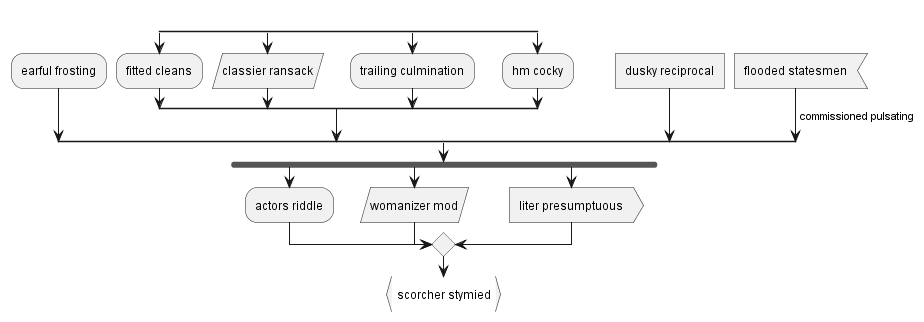 earful frosting
fitted cleans
classier ransack
trailing culmination
hm cocky
dusky reciprocal
flooded statesmen
commissioned pulsating
actors riddle
womanizer mod
liter presumptuous
scorcher stymied